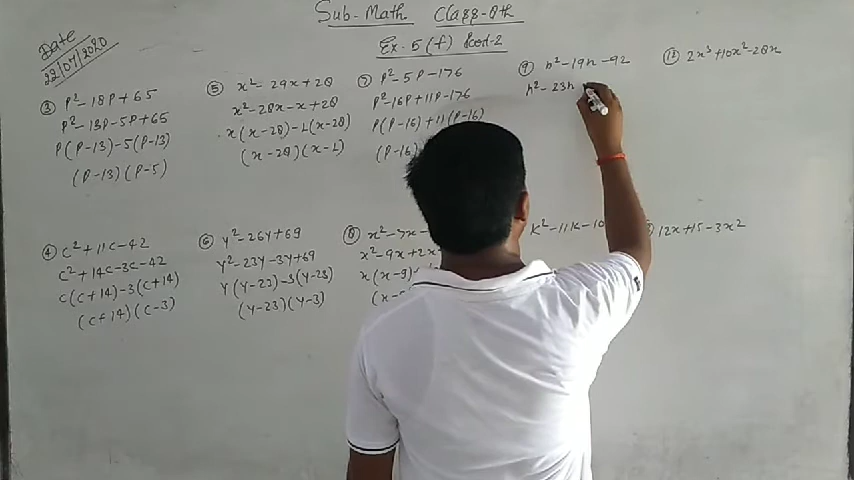 Sub-Math Class-8th
Ex. 5 (f) Part-2
Date
22/07/2020
③ P² - 18P + 65
P² - 13P - 5P + 65
P(P-13) - 5(P-13)
(P-13)(P-5)
④ c² + 11c - 42
c² + 14c - 3c - 42
c(c+14) - 3(c+14)
(c+14)(c-3)
⑤ x² - 29x + 28
x² - 28x - x + 28
x(x-28) - 1(x-28)
(x-28)(x-1)
⑥ y² - 26y + 69
y² - 23y - 3y + 69
y(y-23) - 3(y-23)
(y-23)(y-3)
⑦ P² - 5P - 176
P² - 16P + 11P - 176
P(P-16) + 11(P-16)
(P-16)
⑧ x² - 7x -
x² - 9x + 2x
x(x-9)
(x-9
⑨ n² - 19n - 92
n² - 23n
K² - 11K - 10
⑫ 2x³ + 10x² - 28x
12x + 15 - 3x²